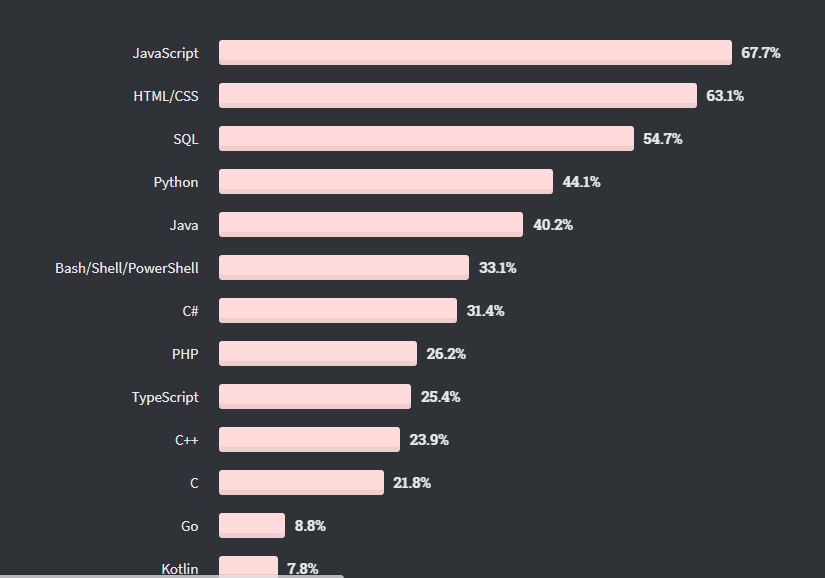 JavaScript 67.7%
HTML/CSS 63.1%
SQL 54.7%
Python 44.1%
Java 40.2%
Bash/Shell/PowerShell 33.1%
C# 31.4%
PHP 26.2%
TypeScript 25.4%
C++ 23.9%
C 21.8%
Go 8.8%
Kotlin 7.8%